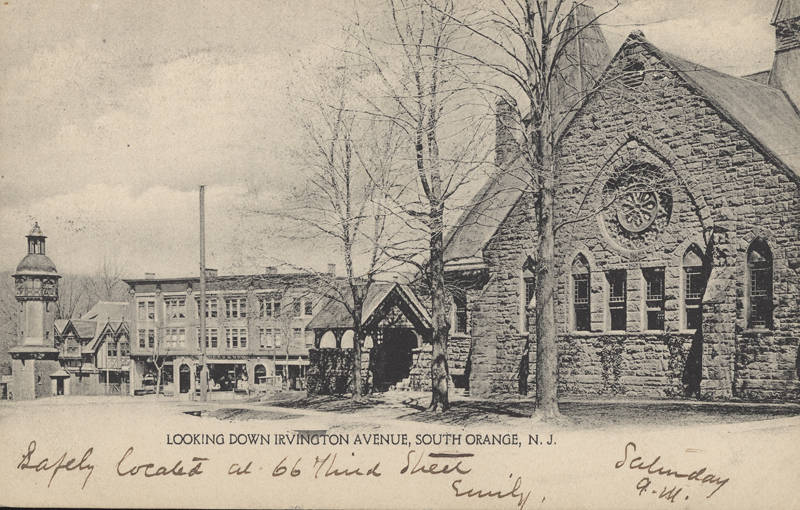 LOOKING DOWN IRVINGTON AVENUE, SOUTH ORANGE, N. J.
Safely located at 66 Third Street
Emily,
Saturday
P.M.